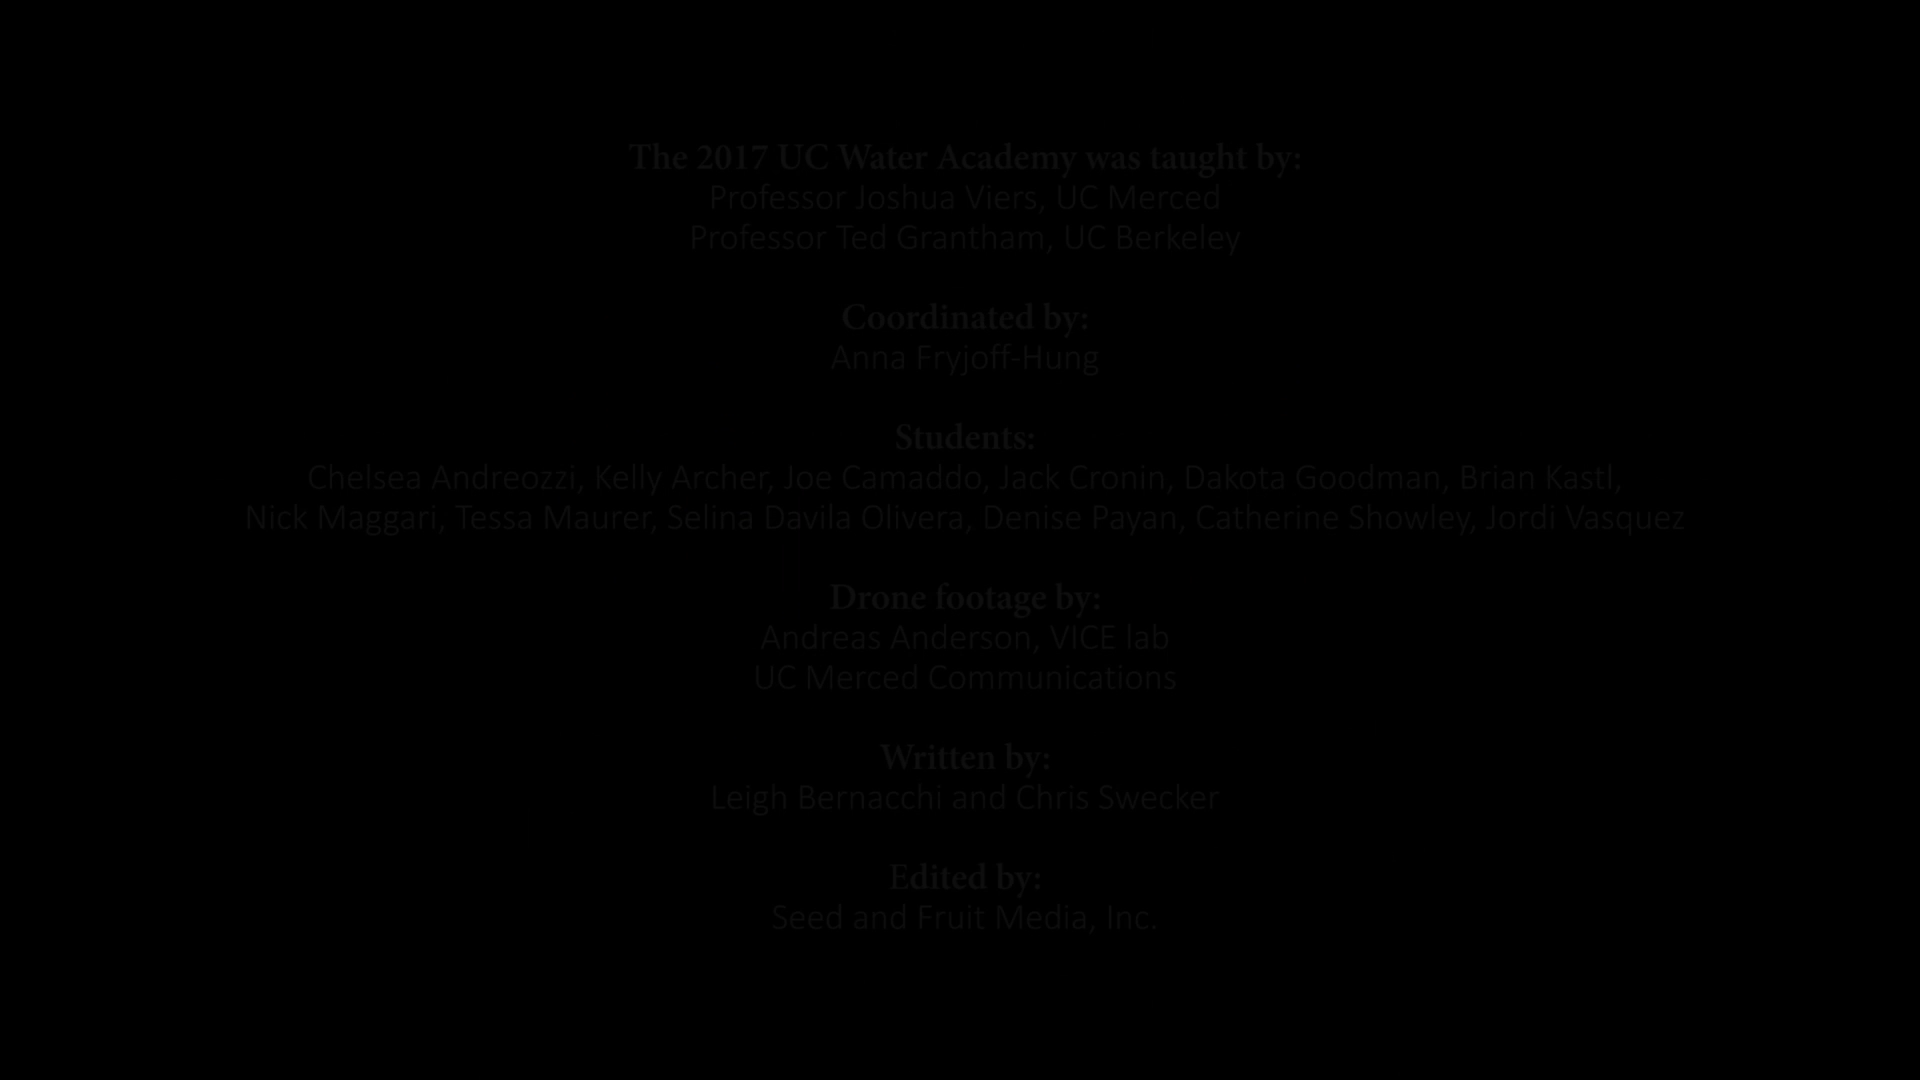 The 2017 UC Water Academy was taught by:
Professor Joshua Viers, UC Merced
Professor Ted Grantham, UC Berkeley
Coordinated by:
Anna Fryjoff-Hung
Students:
Chelsea Andreozzi, Kelly Archer, Joe Camaddo, Jack Cronin, Dakota Goodman, Brian Kastl,
Nick Maggari, Tessa Maurer, Selina Davila Olivera, Denise Payan, Catherine Showley, Jordi Vasquez
Drone footage by:
Andreas Anderson, VICE lab
UC Merced Communications
Written by:
Leigh Bernacchi and Chris Swecker
Edited by:
Seed and Fruit Media, Inc.